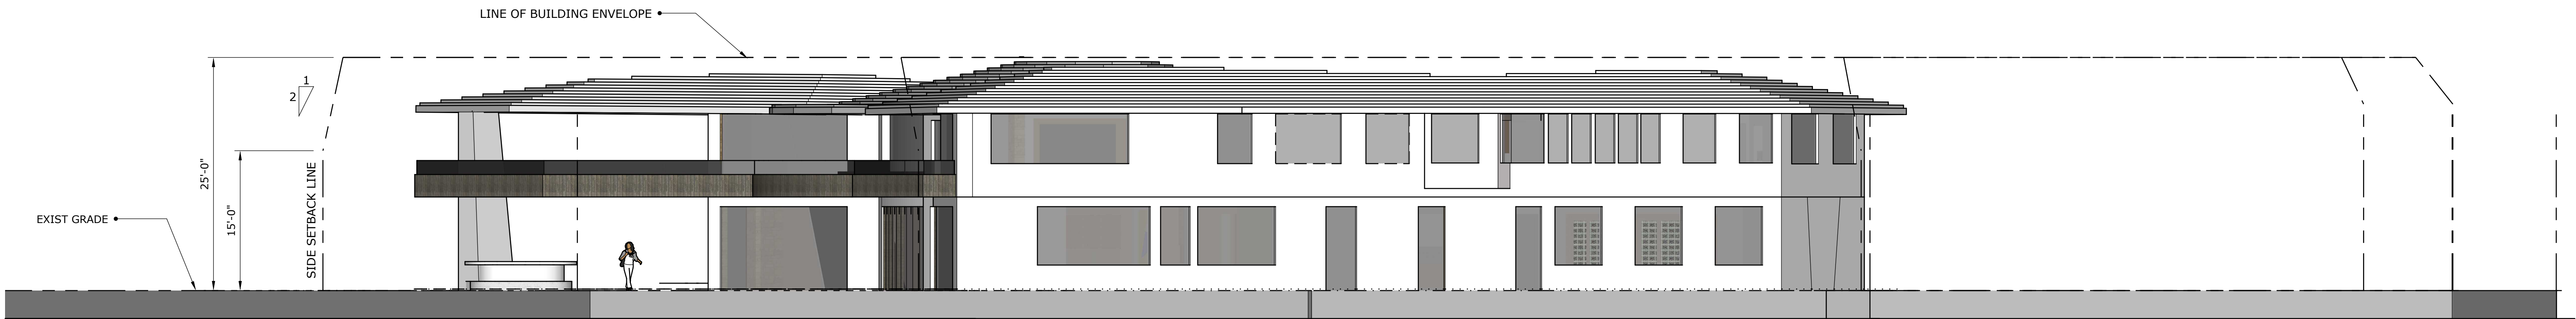 LINE OF BUILDING ENVELOPE
1
2
25'-0"
15'-0"
SIDE SETBACK LINE
EXIST GRADE